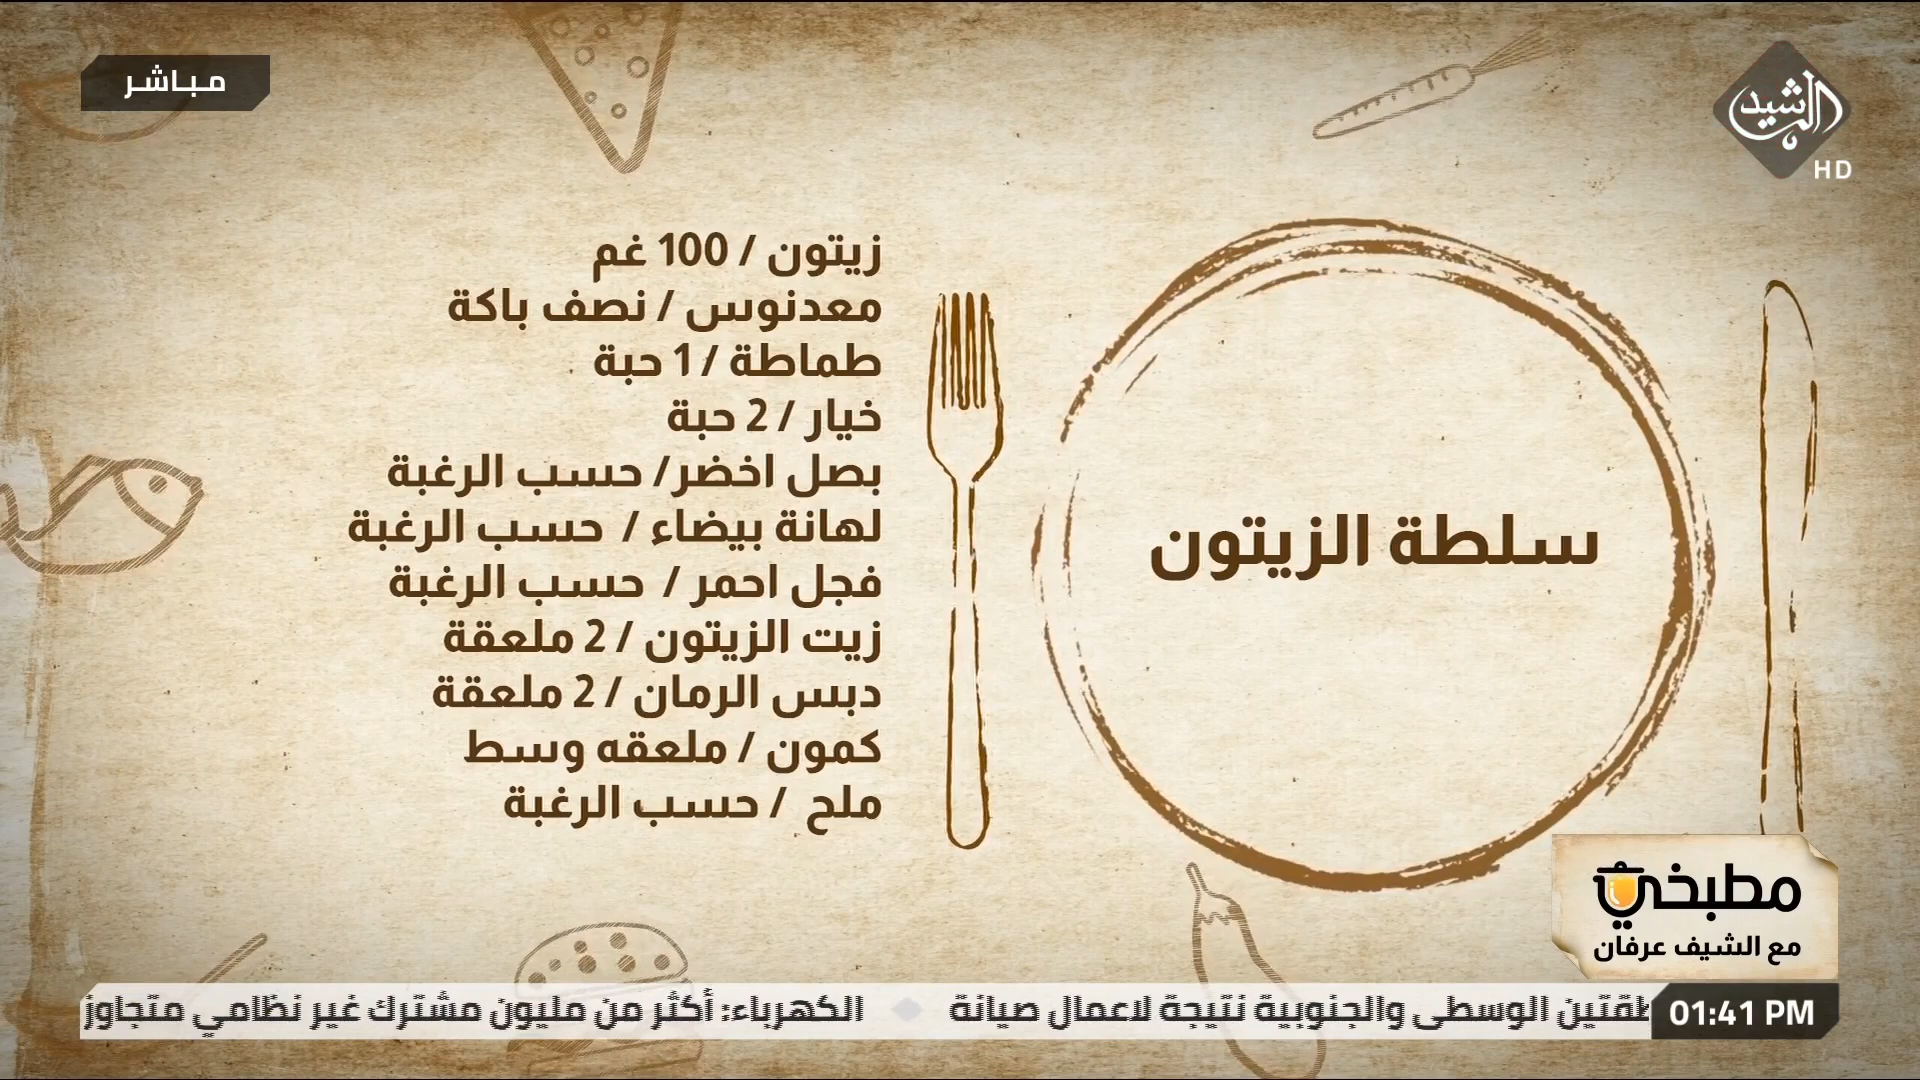 مباشر
الرشيد
HD
سلطة الزيتون
زيتون / 100 غم
معدنوس / نصف باكة
طماطة / 1 حبة
خيار / 2 حبة
بصل اخضر/ حسب الرغبة
لهانة بيضاء / حسب الرغبة
فجل احمر / حسب الرغبة
زيت الزيتون / 2 ملعقة
دبس الرمان / 2 ملعقة
كمون / ملعقه وسط
ملح / حسب الرغبة
مطبخي
مع الشيف عرفان
01:41 PM
الوسطى والجنوبية نتيجة لاعمال صيانة
الكهرباء: أكثر من مليون مشترك غير نظامي متجاوز